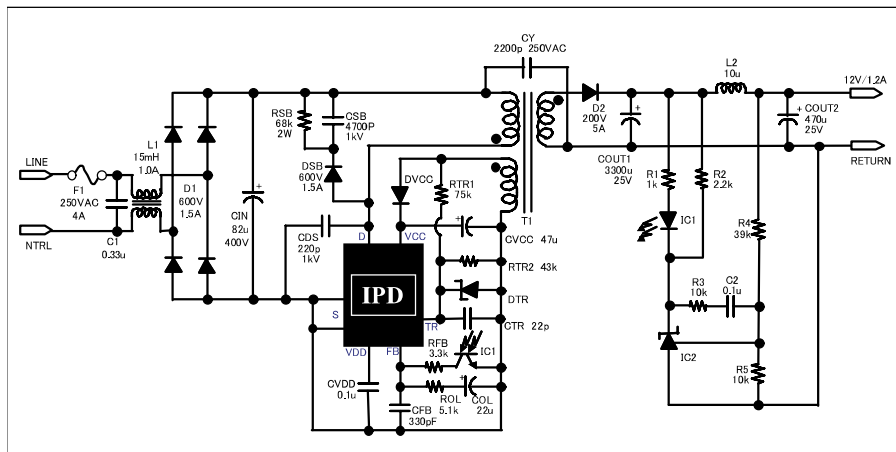 CY
2200p 250VAC
L2
10u
12V/1.2A
D2
200V
5A
COUT2
470u
25V
RSB
68k
2W
CSB
4700P
1kV
L1
15mH
1.0A
LINE
F1
250VAC
4A
D1
600V
1.5A
DSB
600V
1.5A
DVCC
RTR1
75k
COUT1
3300u
25V
R1
1k
R2
2.2k
RETURN
NTRL
C1
0.33u
CIN
82u
400V
CDS
220p
1kV
D
VCC
T1
CVCC 47u
IC1
R4
39k
RTR2 43k
IPD
DTR
R3
10k
C2
0.1u
S
TR
CTR 22p
VDD
FB
RFB
3.3k
IC1
IC2
CVDD
0.1u
ROL
5.1k
COL
22u
R5
10k
CFB
330pF